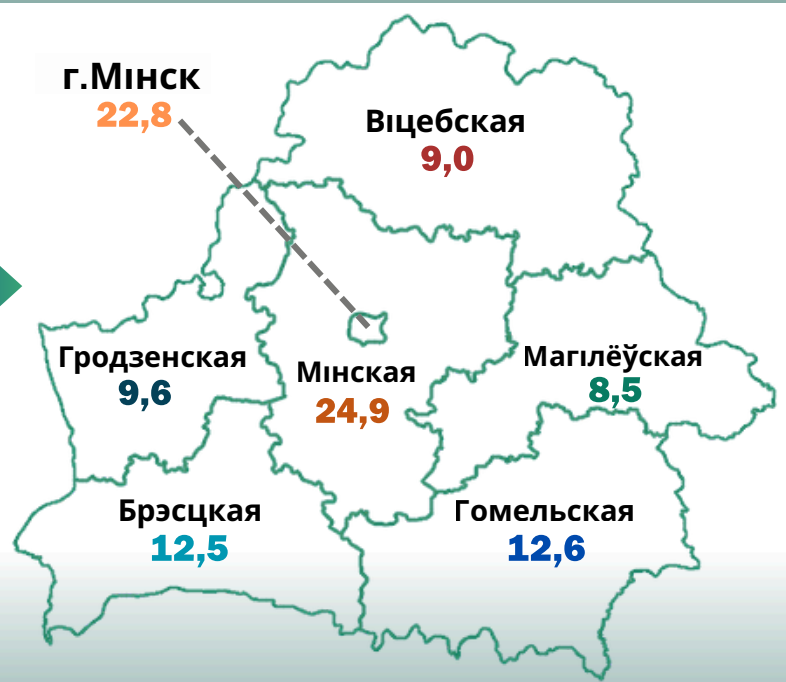 г.Мінск
22,8
Віцебская
9,0
Гродзенская
9,6
Мінская
24,9
Магілёўская
8,5
Брэсцкая
12,5
Гомельская
12,6